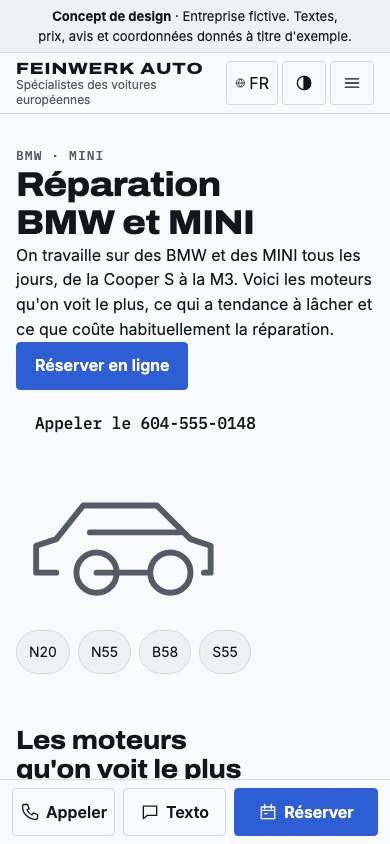 Concept de design · Entreprise fictive. Textes,
prix, avis et coordonnées donnés à titre d'exemple.
FEINWERK AUTO
Spécialistes des voitures
européennes
FR
BMW · MINI
Réparation
BMW et MINI
On travaille sur des BMW et des MINI tous les
jours, de la Cooper S à la M3. Voici les moteurs
qu'on voit le plus, ce qui a tendance à lâcher et
ce que coûte habituellement la réparation.
Réserver en ligne
Appeler le 604-555-0148
N20 N55 B58 S55
Les moteurs
qu'on voit le plus
Appeler Texto Réserver